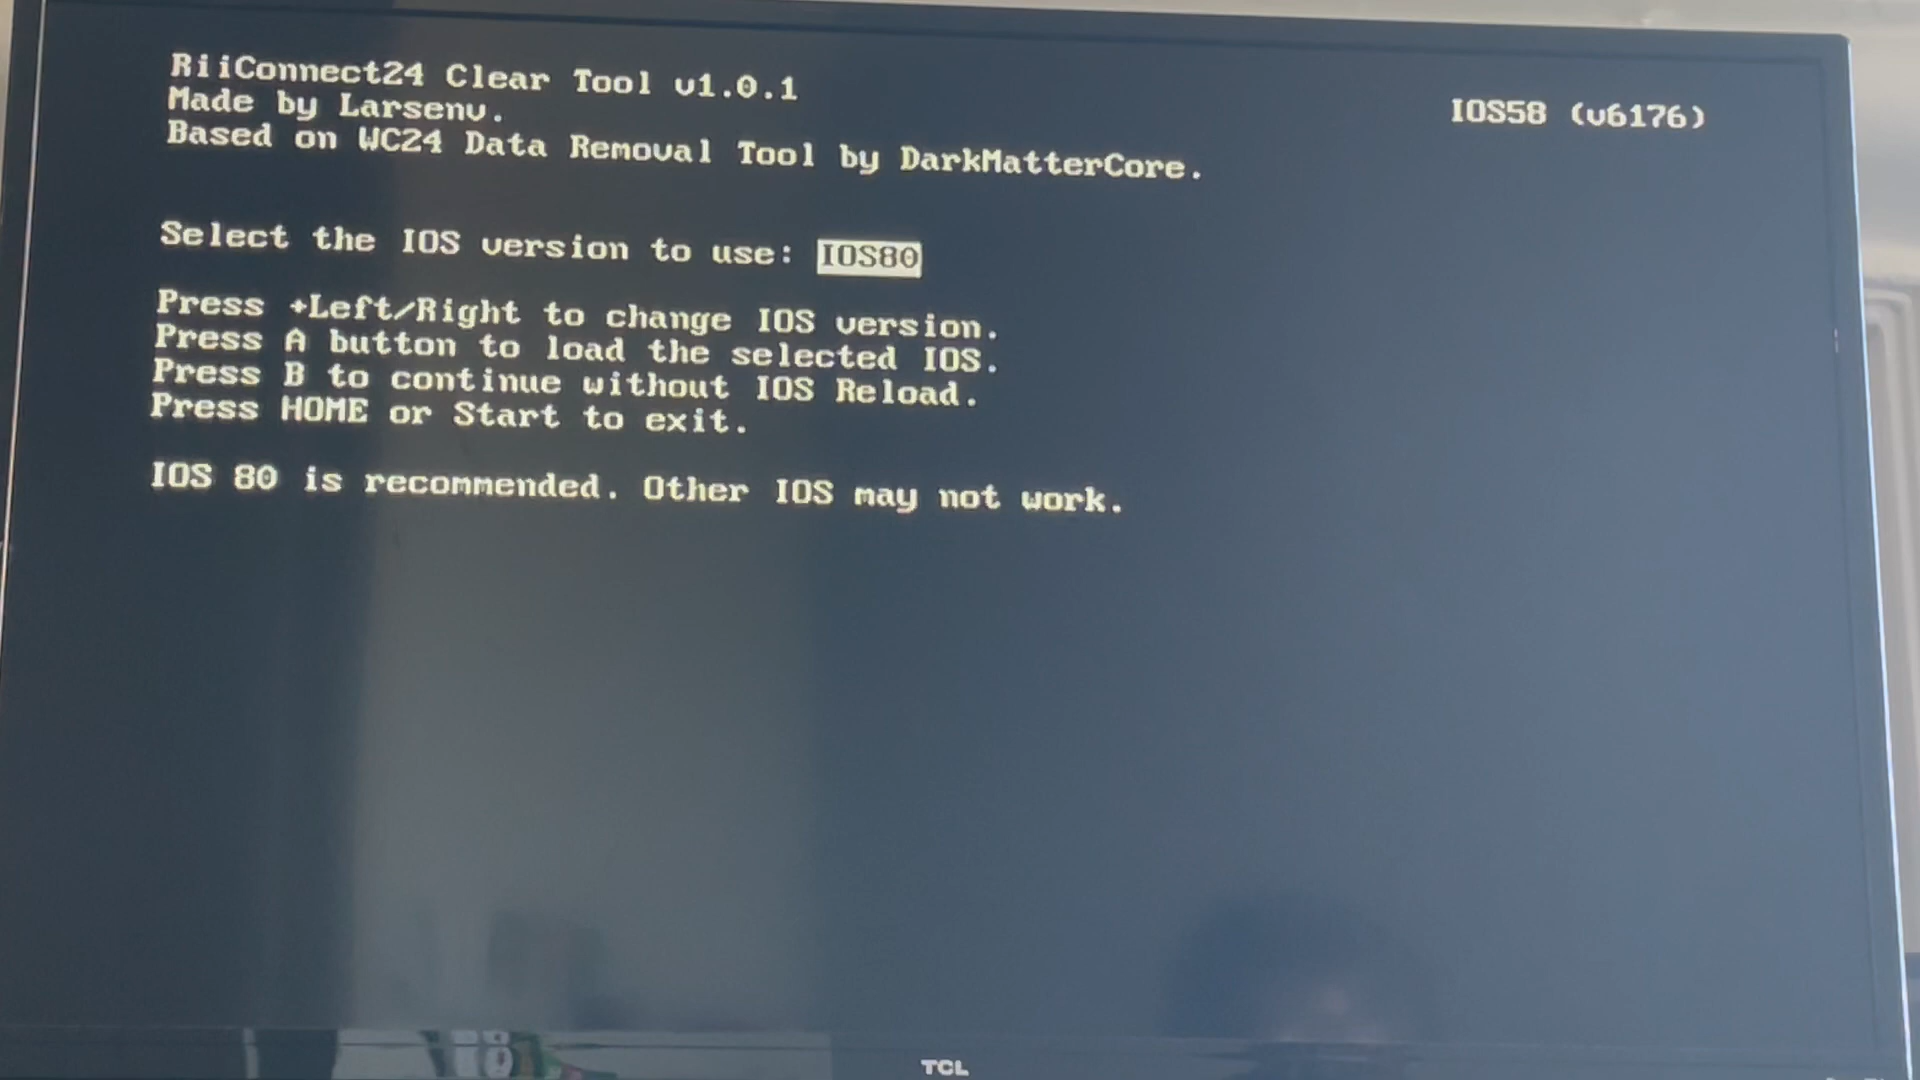 RiiConnect24 Clear Tool v1.0.1
Made by Larsenv.
Based on WC24 Data Removal Tool by DarkMatterCore.
IOS58 (v6176)
Select the IOS version to use: IOS80
Press +Left/Right to change IOS version.
Press A button to load the selected IOS.
Press B to continue without IOS Reload.
Press HOME or Start to exit.
IOS 80 is recommended. Other IOS may not work.
TCL